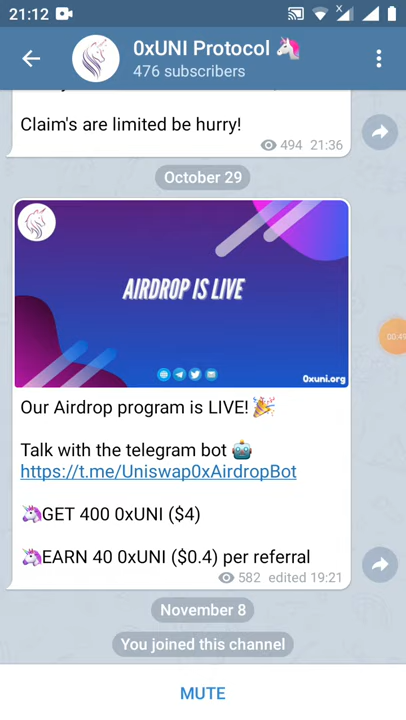 21:12
0xUNI Protocol 🦄
476 subscribers
Claim's are limited be hurry!
494 21:36
October 29
AIRDROP IS LIVE
0xuni.org
Our Airdrop program is LIVE! 🎉
Talk with the telegram bot 🤖
https://t.me/Uniswap0xAirdropBot
🦄GET 400 0xUNI ($4)
🦄EARN 40 0xUNI ($0.4) per referral
582 edited 19:21
November 8
You joined this channel
MUTE